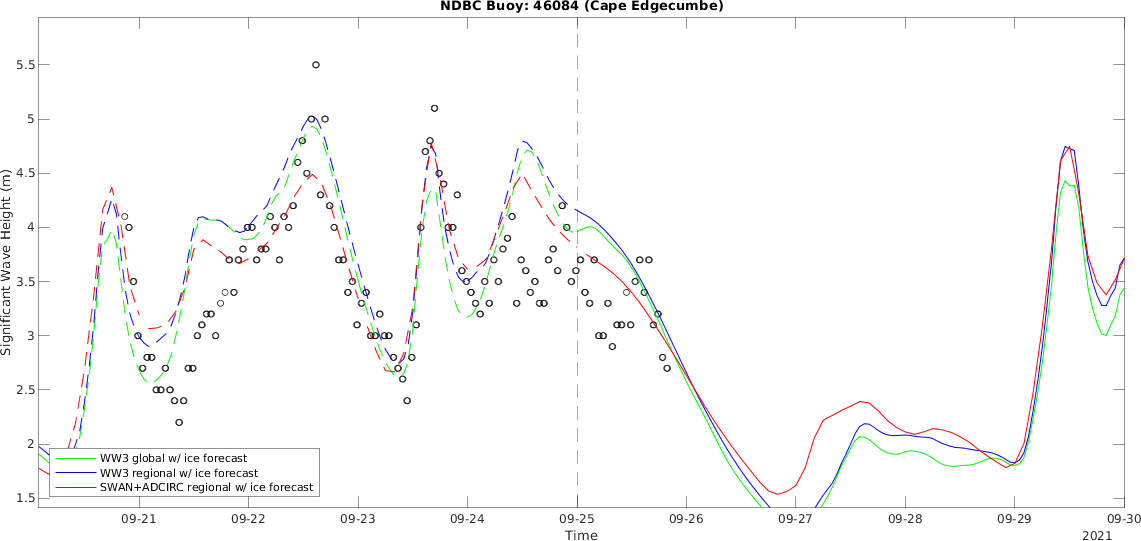 NDBC Buoy: 46084 (Cape Edgecumbe)
Significant Wave Height (m)
5.5
5
4.5
4
3.5
3
2.5
2
1.5
WW3 global w/ ice forecast
WW3 regional w/ ice forecast
SWAN+ADCIRC regional w/ ice forecast
09-21 09-22 09-23 09-24 09-25 09-26 09-27 09-28 09-29 09-30
Time
2021